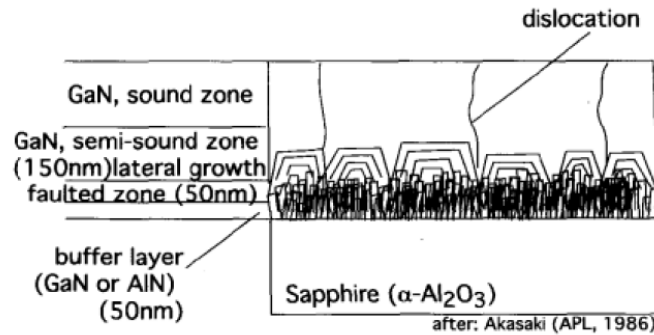 dislocation
GaN, sound zone
GaN, semi-sound zone
(150nm)lateral growth
faulted zone (50nm)
buffer layer
(GaN or AlN)
(50nm)
Sapphire (α-Al2O3)
after: Akasaki (APL, 1986)